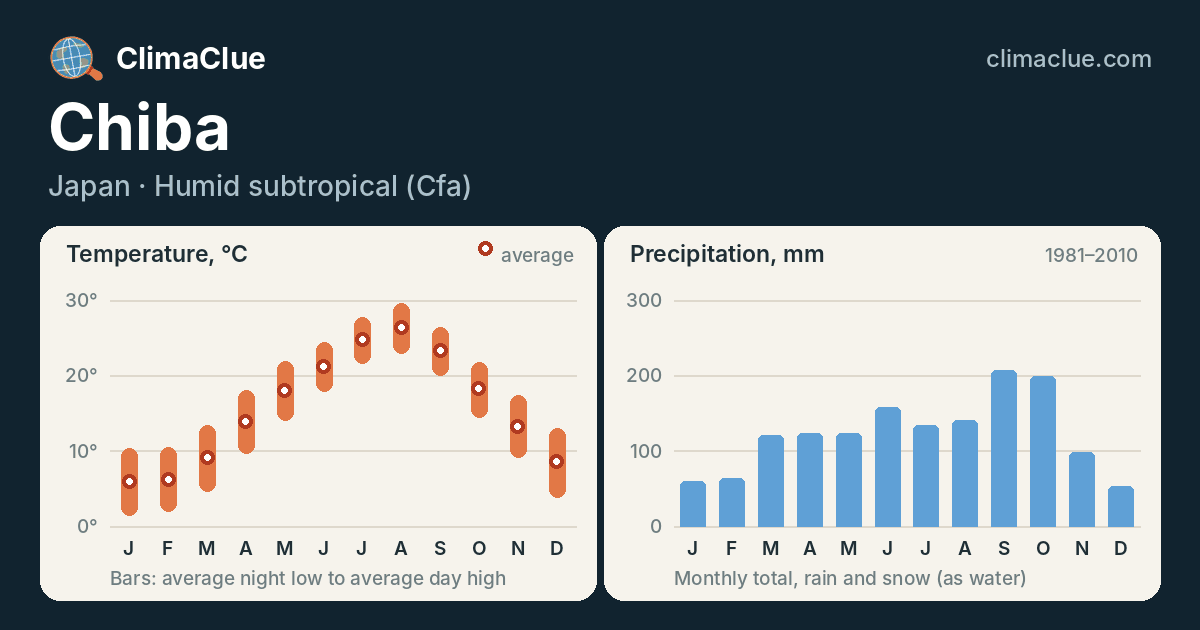 ClimaClue
climaclue.com
Chiba
Japan · Humid subtropical (Cfa)
Temperature, °C
average
30°
20°
10°
0°
J F M A M J J A S O N D
Bars: average night low to average day high
Precipitation, mm
1981–2010
300
200
100
0
J F M A M J J A S O N D
Monthly total, rain and snow (as water)